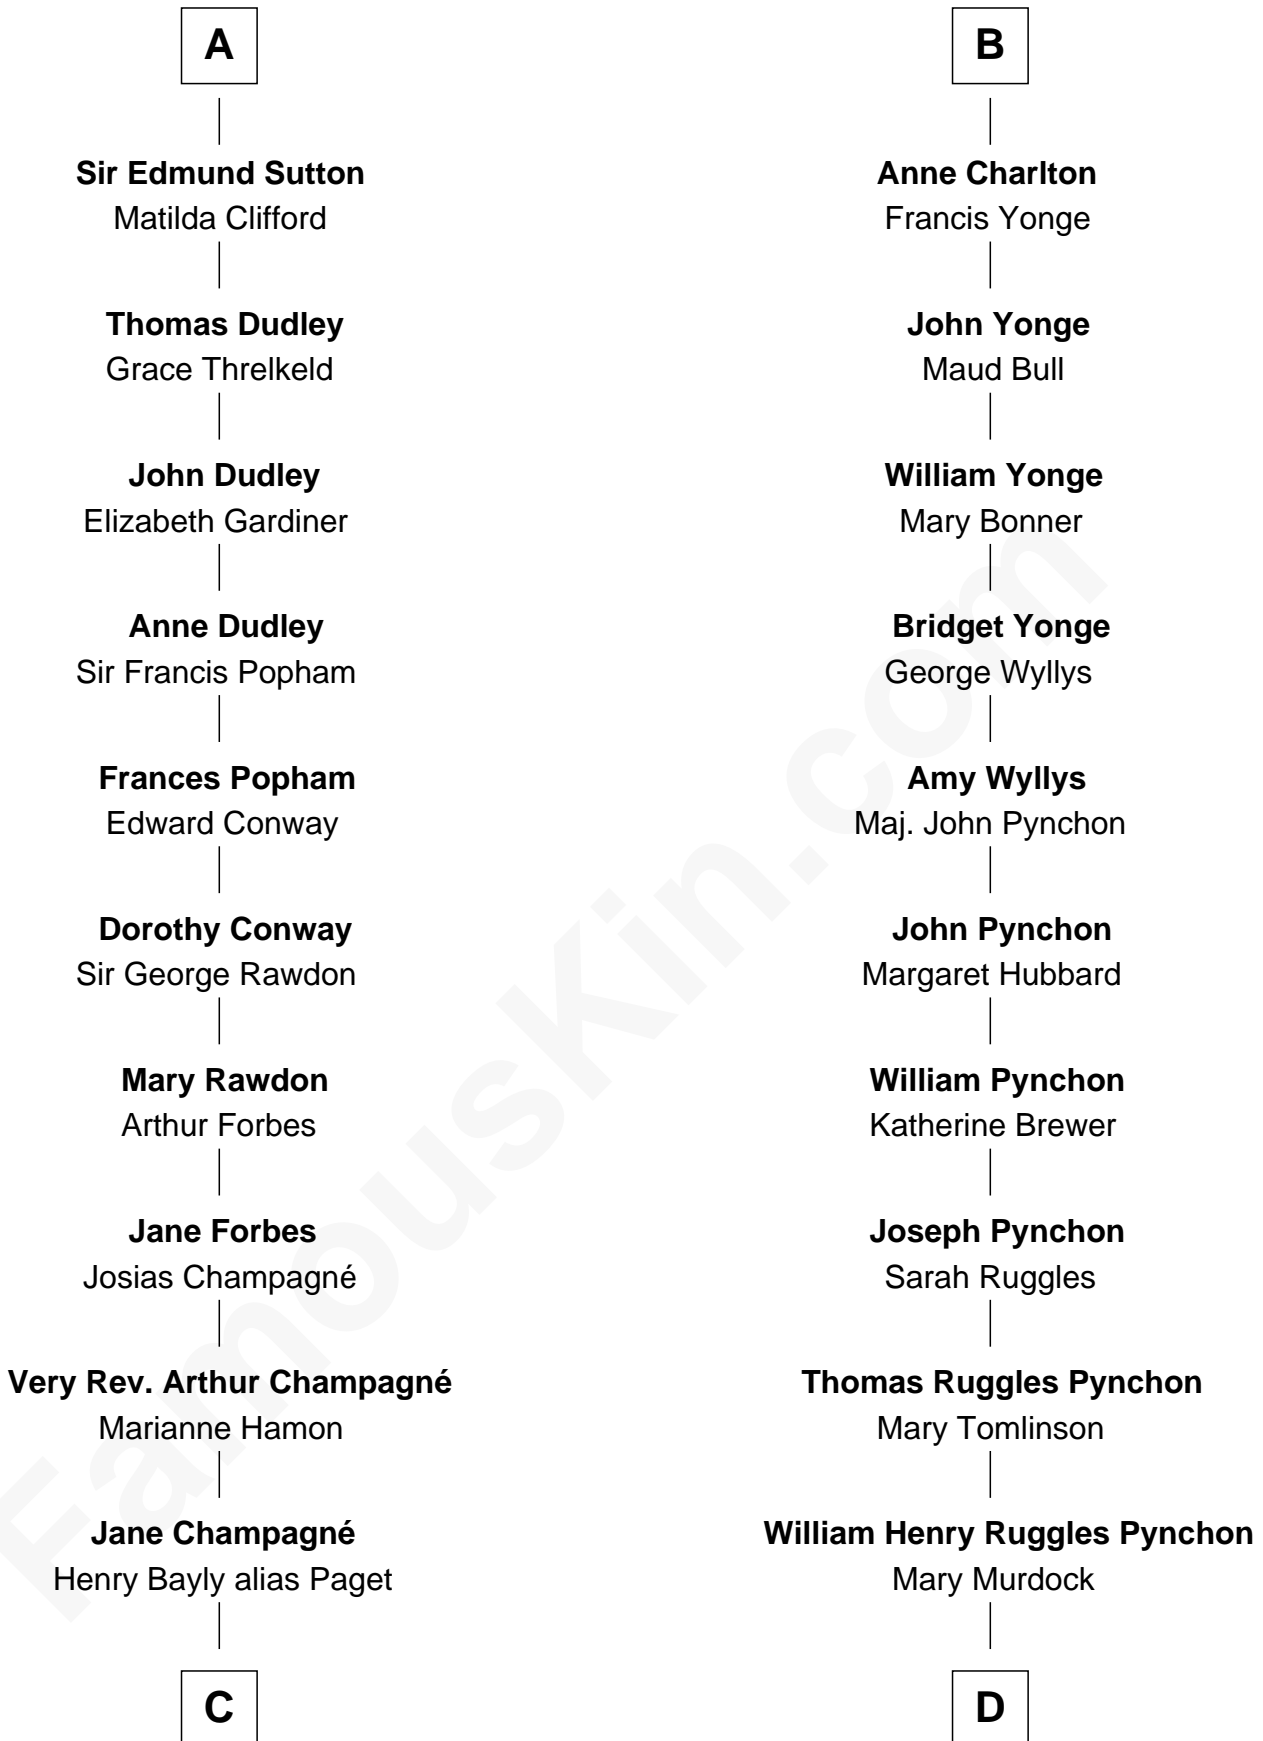 A
Sir Edmund Sutton
Matilda Clifford
Thomas Dudley
Grace Threlkeld
John Dudley
Elizabeth Gardiner
Anne Dudley
Sir Francis Popham
Frances Popham
Edward Conway
Dorothy Conway
Sir George Rawdon
Mary Rawdon
Arthur Forbes
Jane Forbes
Josias Champagné
Very Rev. Arthur Champagné
Marianne Hamon
Jane Champagné
Henry Bayly alias Paget
C
B
Anne Charlton
Francis Yonge
John Yonge
Maud Bull
William Yonge
Mary Bonner
Bridget Yonge
George Wyllys
Amy Wyllys
Maj. John Pynchon
John Pynchon
Margaret Hubbard
William Pynchon
Katherine Brewer
Joseph Pynchon
Sarah Ruggles
Thomas Ruggles Pynchon
Mary Tomlinson
William Henry Ruggles Pynchon
Mary Murdock
D
FamousKin.com